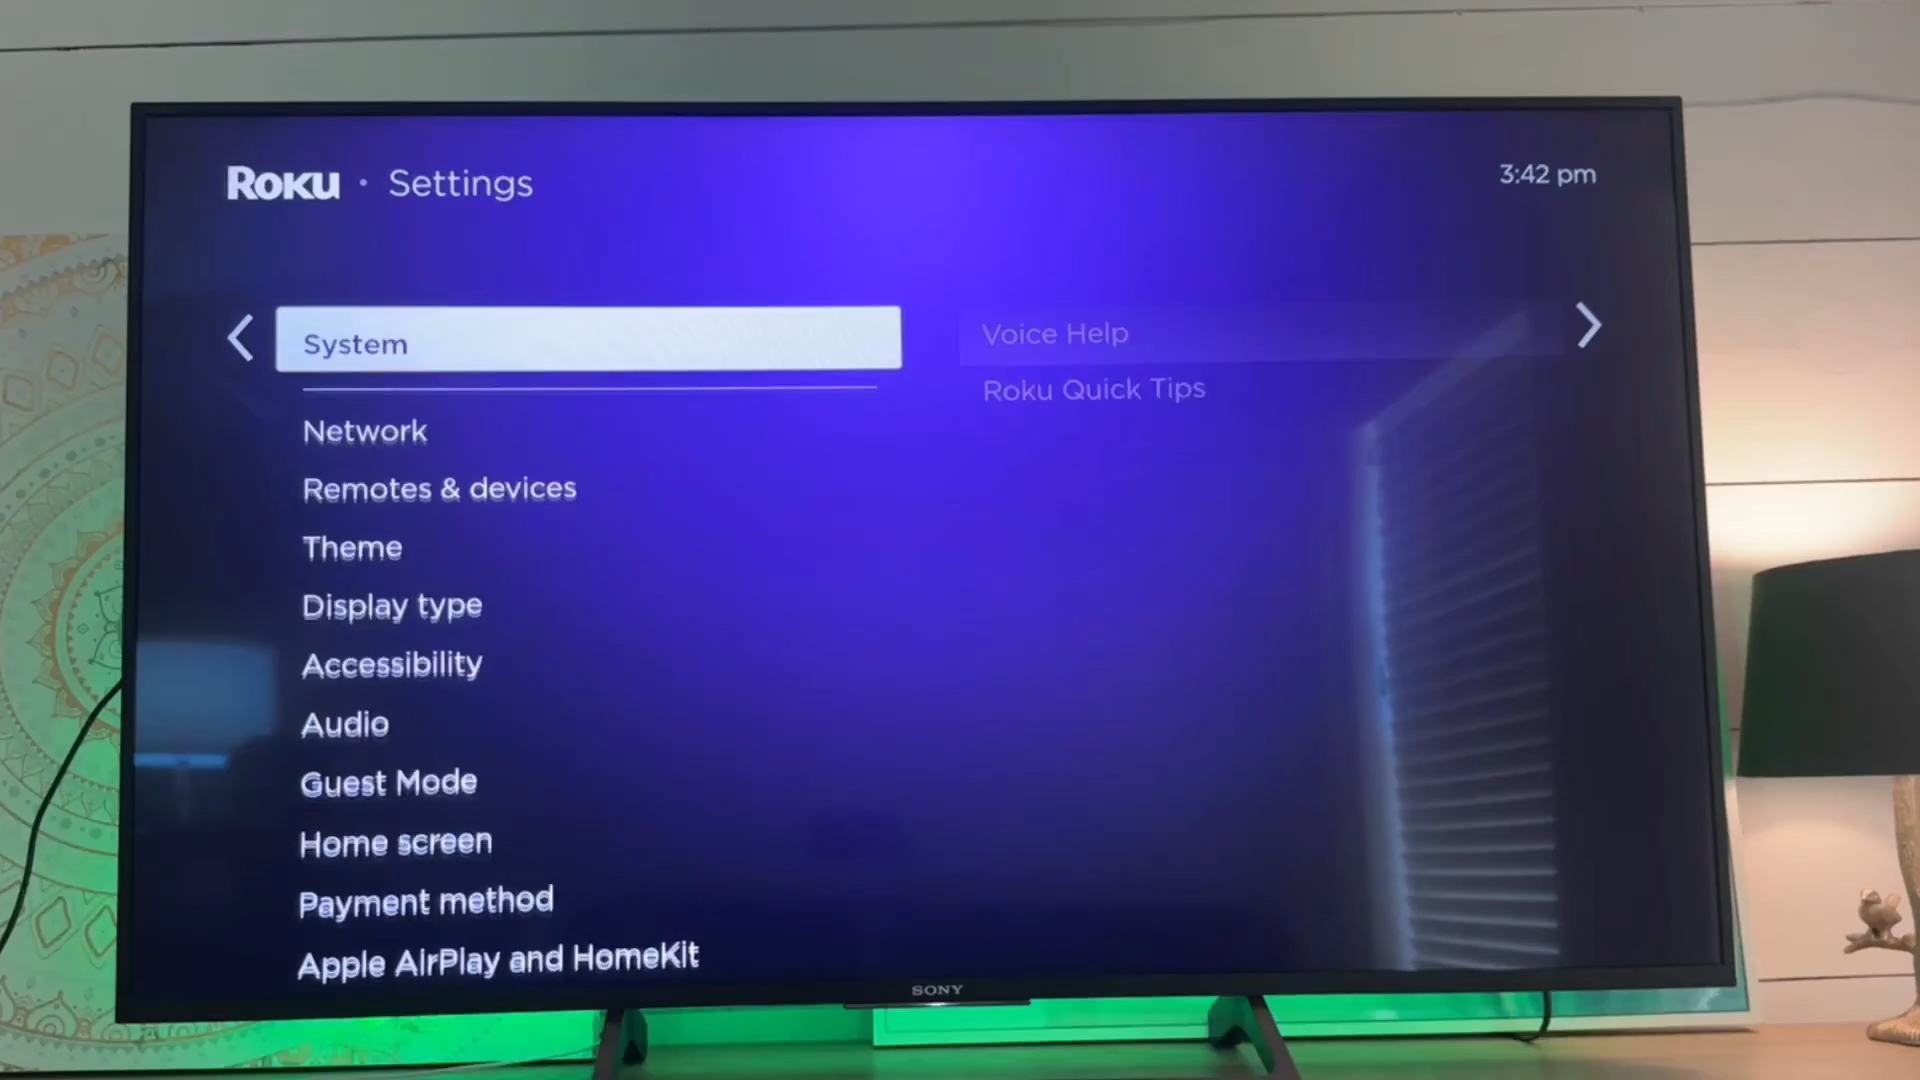 Roku · Settings
3:42 pm
System
Network
Remotes & devices
Theme
Display type
Accessibility
Audio
Guest Mode
Home screen
Payment method
Apple AirPlay and HomeKit
Voice Help
Roku Quick Tips
SONY